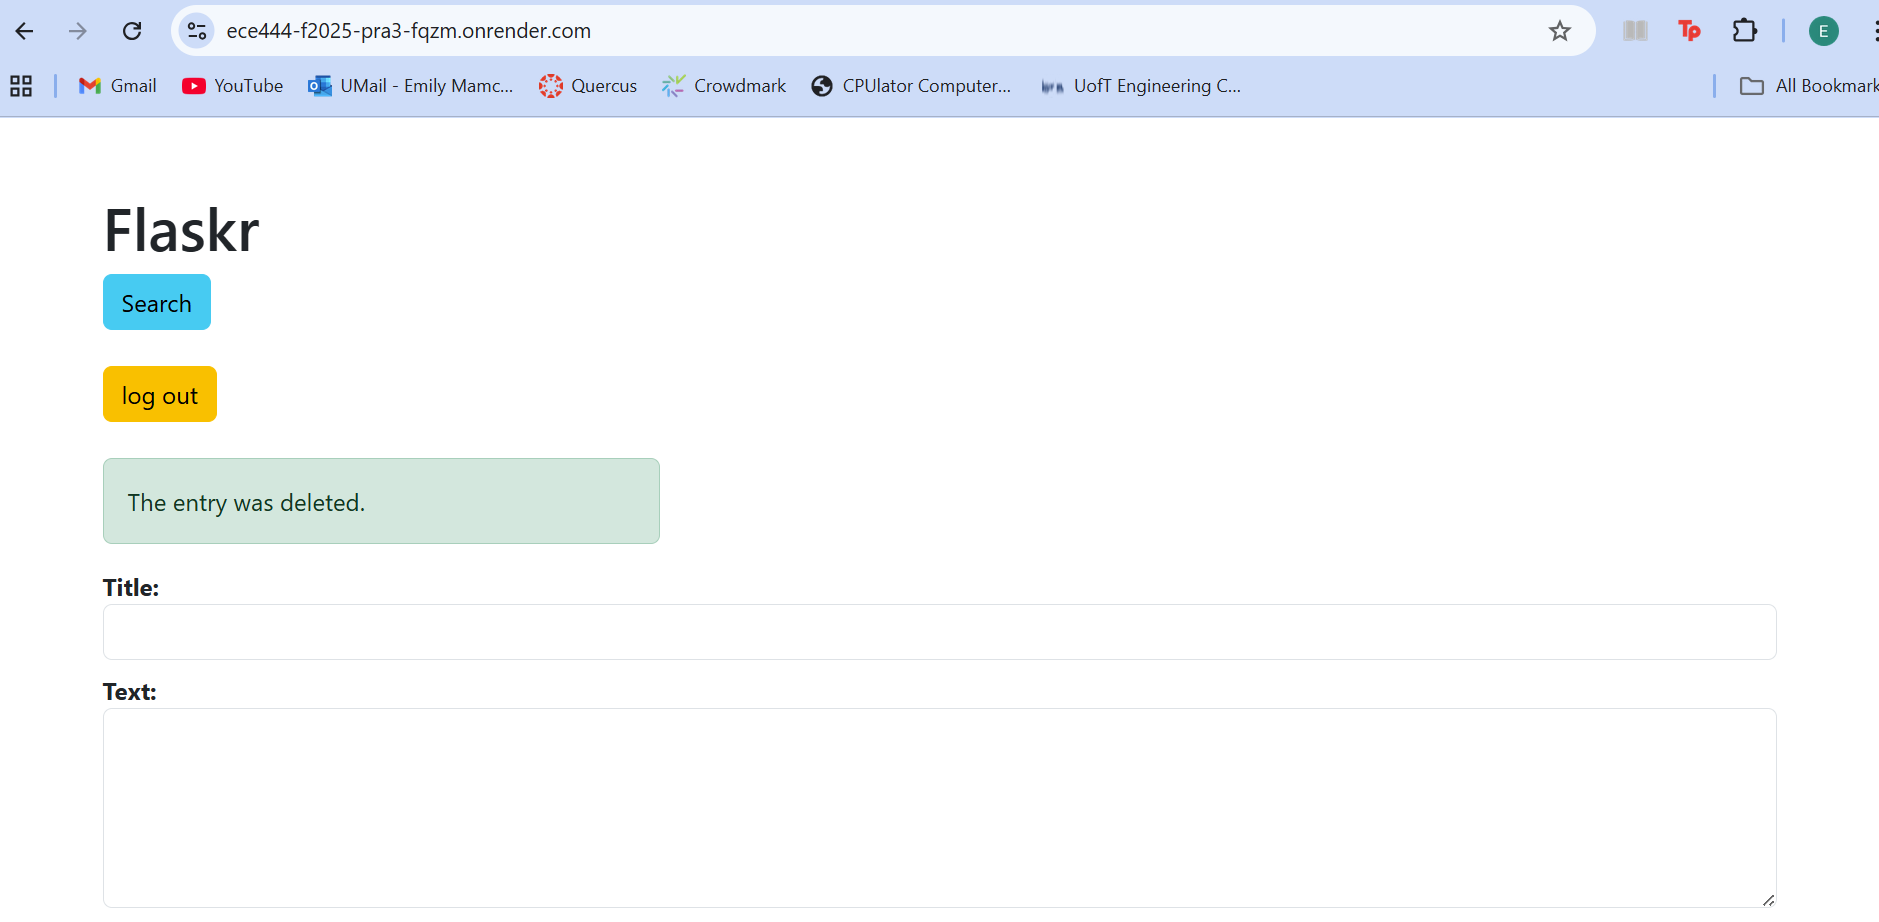 ece444-f2025-pra3-fqzm.onrender.com
Tp
E
Gmail
YouTube
UMail - Emily Mamc...
Quercus
Crowdmark
CPUlator Computer...
UofT Engineering C...
All Bookmark
Flaskr
Search
log out
The entry was deleted.
Title:
Text: